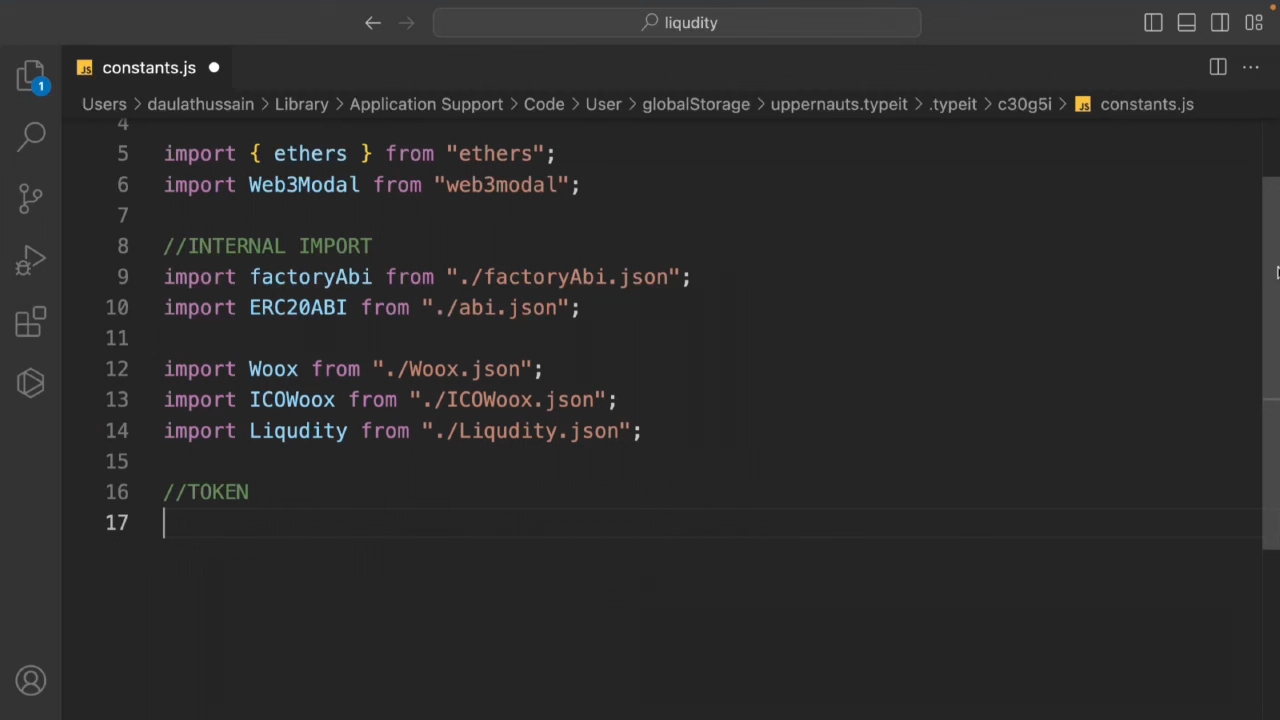 liqudity
1
JS constants.js
Users > daulathussain > Library > Application Support > Code > User > globalStorage > uppernauts.typeit > .typeit > c30g5i > JS constants.js
4
5 import { ethers } from "ethers";
6 import Web3Modal from "web3modal";
7
8 //INTERNAL IMPORT
9 import factoryAbi from "./factoryAbi.json";
10 import ERC20ABI from "./abi.json";
11
12 import Woox from "./Woox.json";
13 import ICOWoox from "./ICOWoox.json";
14 import Liqudity from "./Liqudity.json";
15
16 //TOKEN
17